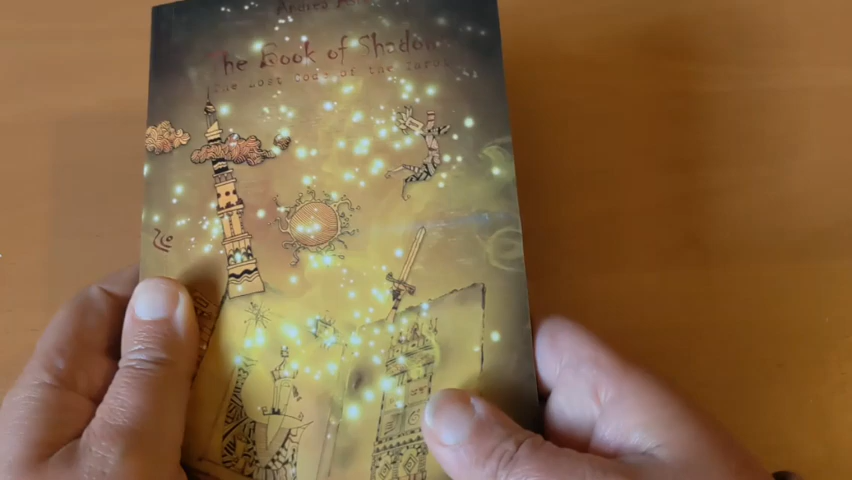 Andrea
The Book of Shadows
The Lost Code of the Tarot